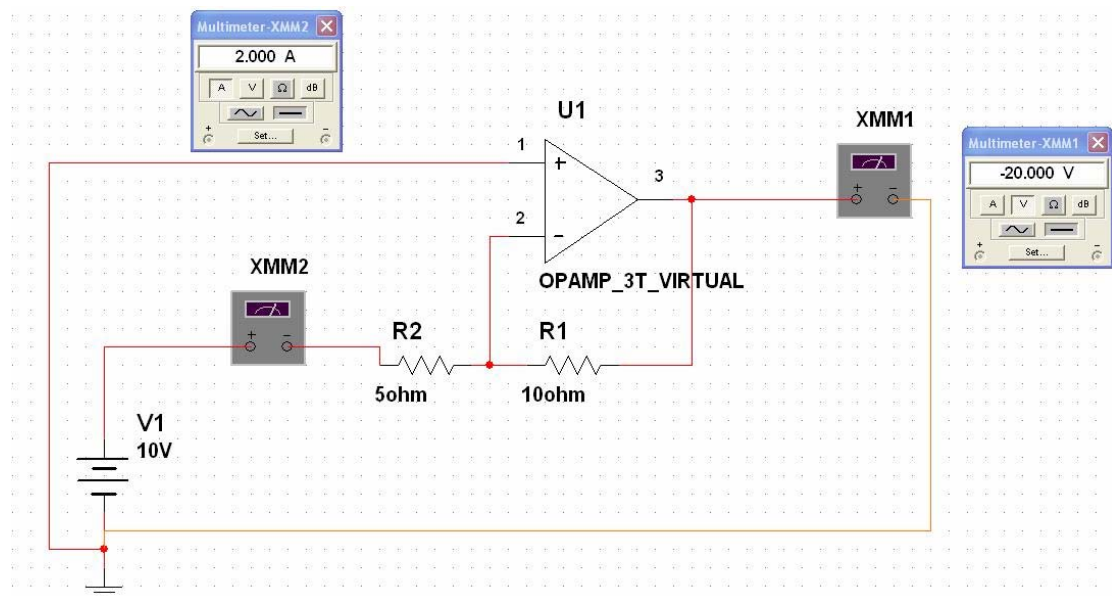 Multimeter-XMM2
2.000 A
A V Ω dB
+ Set... -
U1
XMM1
Multimeter-XMM1
-20.000 V
A V Ω dB
+ Set... -
1
+
3
+ -
2
-
OPAMP_3T_VIRTUAL
XMM2
+ -
R2
R1
5ohm
10ohm
V1
10V